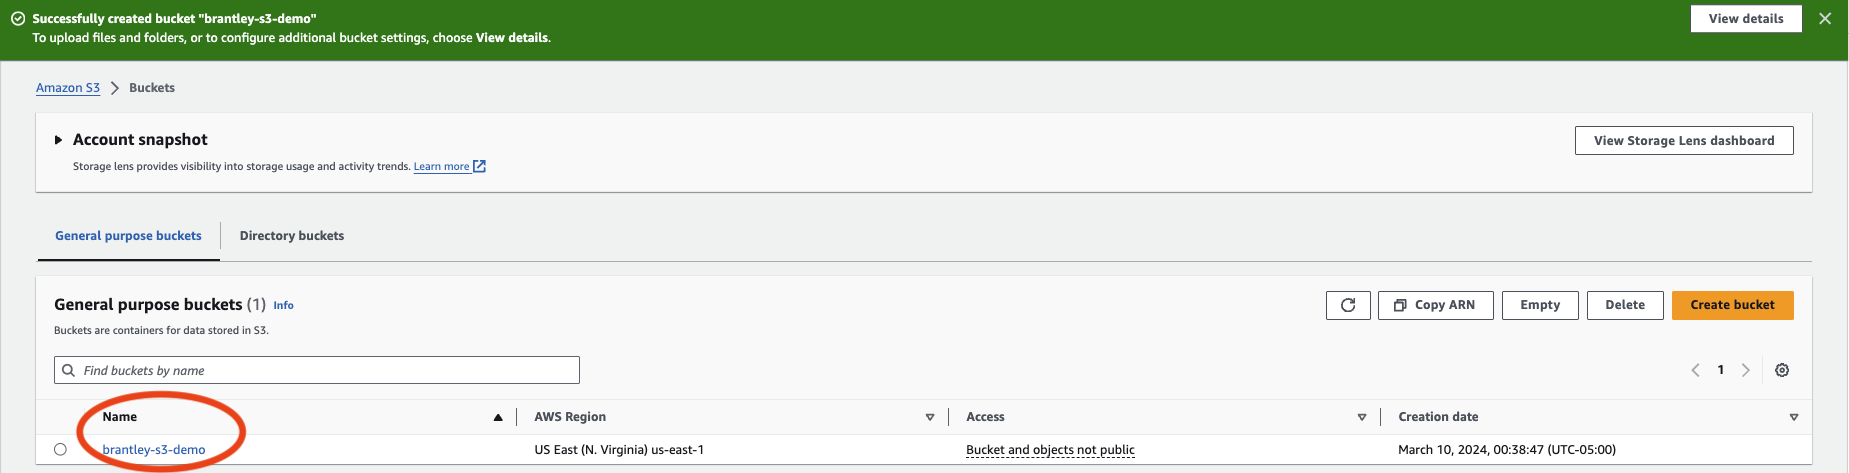 Successfully created bucket "brantley-s3-demo"
To upload files and folders, or to configure additional bucket settings, choose View details.
View details
Amazon S3 > Buckets
Account snapshot
Storage lens provides visibility into storage usage and activity trends. Learn more
View Storage Lens dashboard
General purpose buckets
Directory buckets
General purpose buckets (1) Info
Buckets are containers for data stored in S3.
Copy ARN
Empty
Delete
Create bucket
Find buckets by name
1
Name AWS Region Access Creation date
brantley-s3-demo US East (N. Virginia) us-east-1 Bucket and objects not public March 10, 2024, 00:38:47 (UTC-05:00)